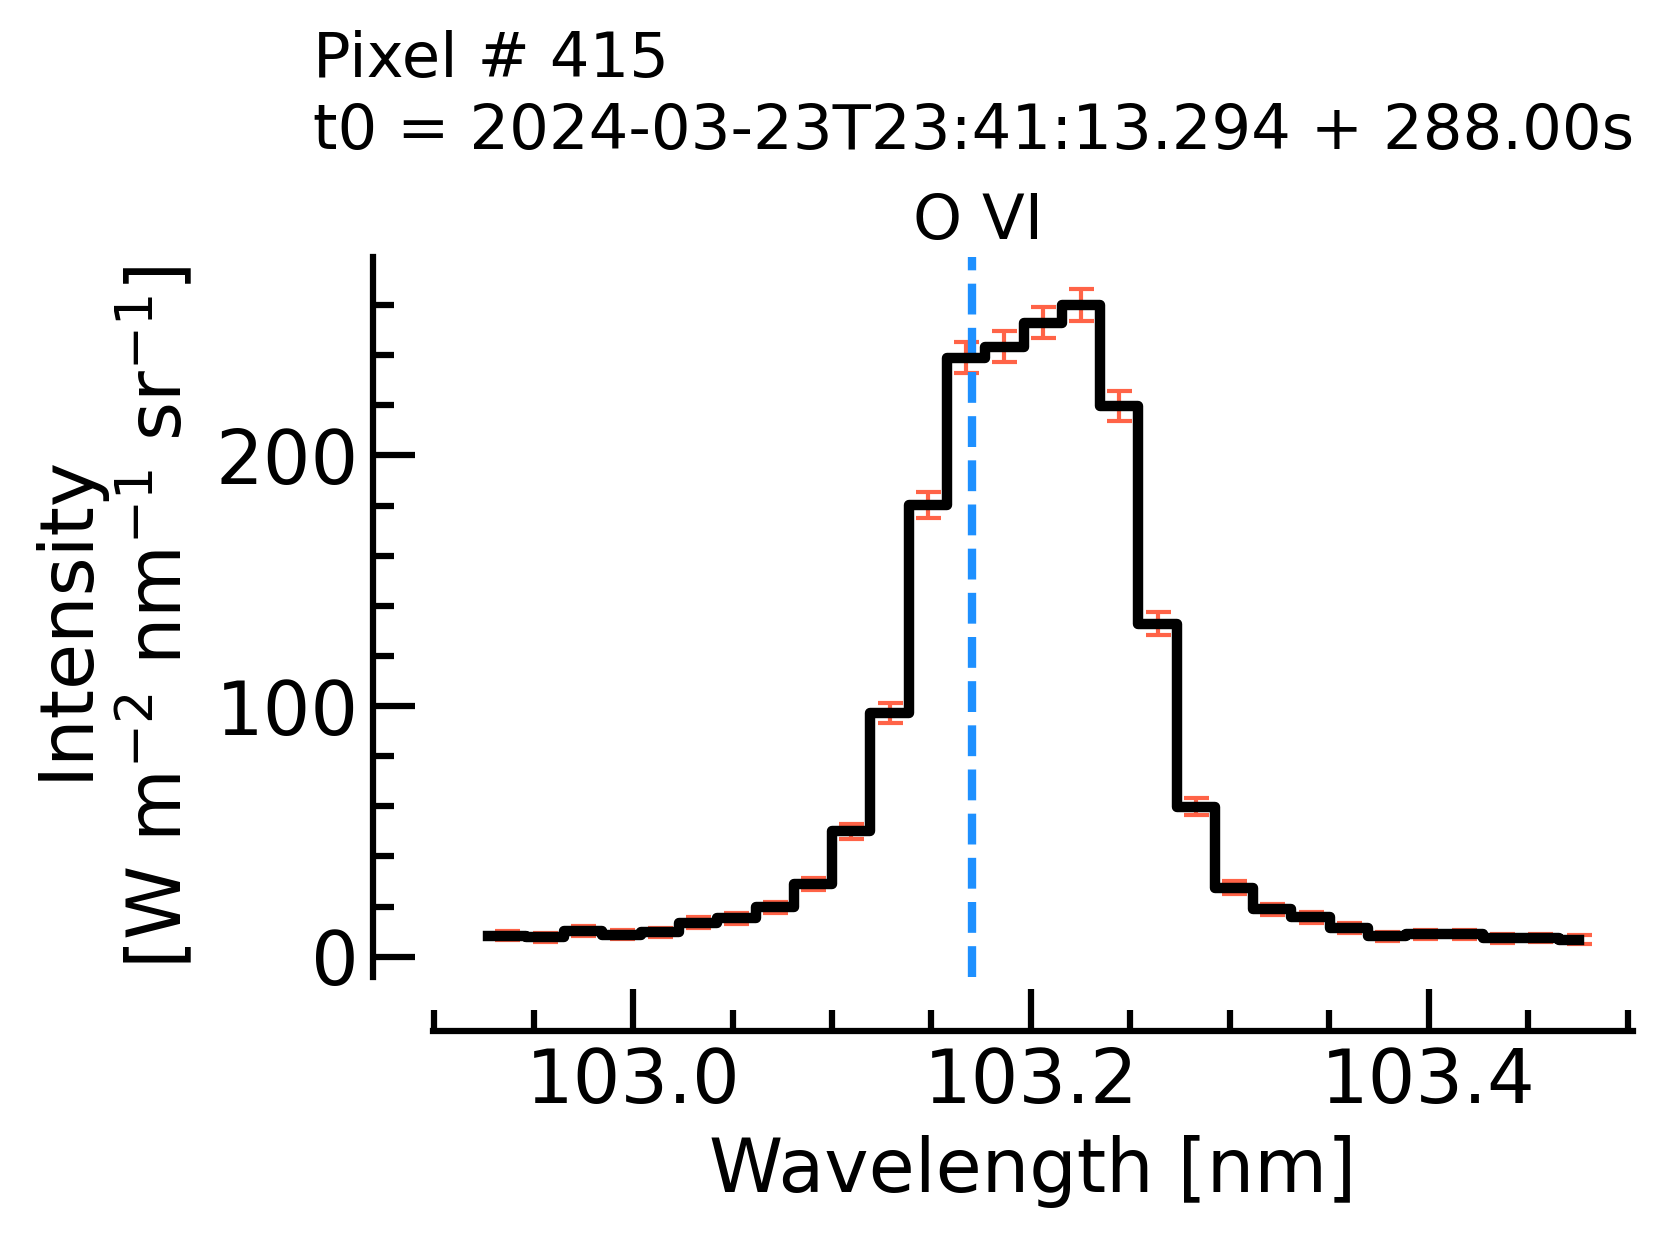 Pixel # 415
t0 = 2024-03-23T23:41:13.294 + 288.00s
O VI
Intensity
[W m⁻² nm⁻¹ sr⁻¹]
200
100
0
103.0 103.2 103.4
Wavelength [nm]